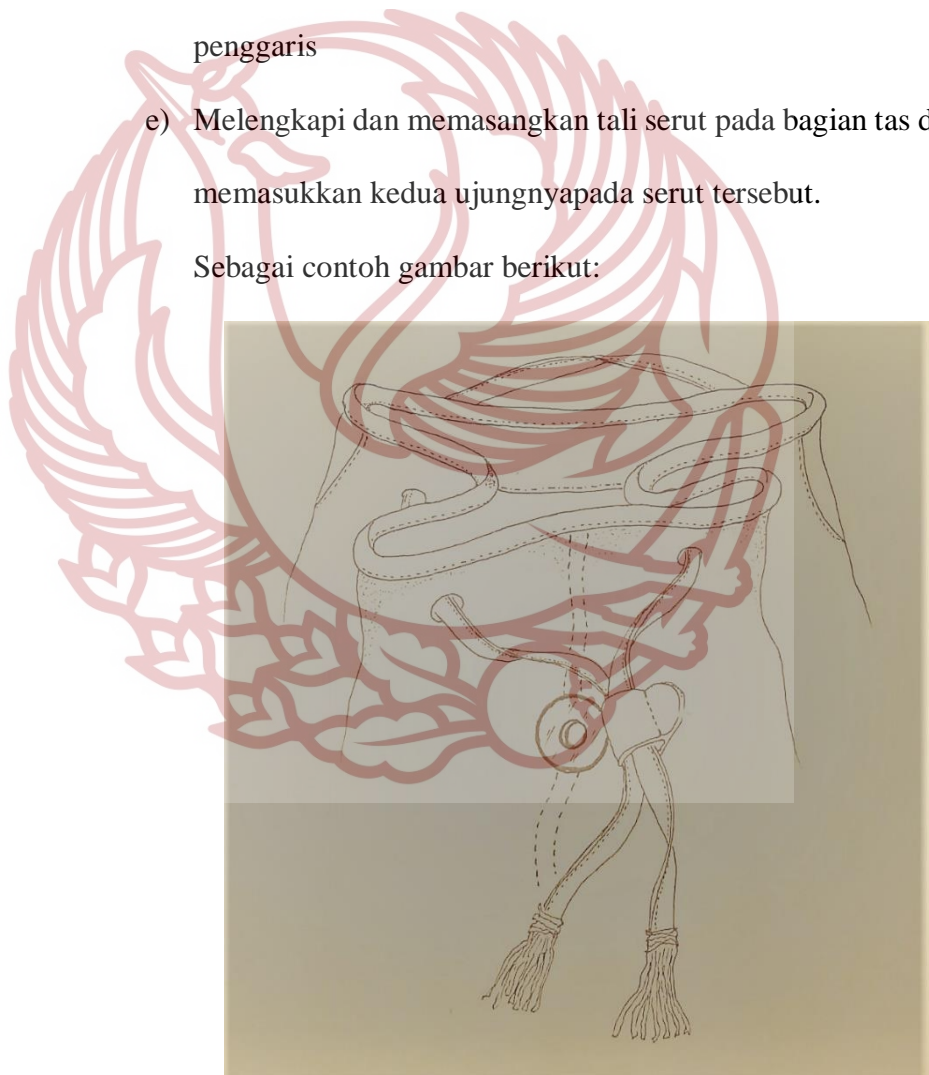 penggaris
e) Melengkapi dan memasangkan tali serut pada bagian tas
memasukkan kedua ujungnyapada serut tersebut.
Sebagai contoh gambar berikut: